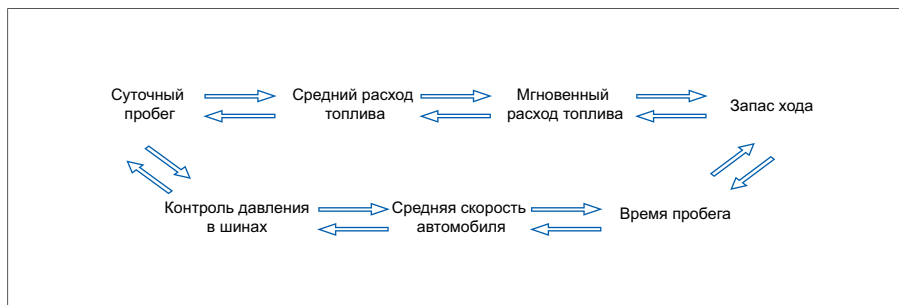 Суточный
пробег
Средний расход
топлива
Мгновенный
расход топлива
Запас хода
Контроль давления
в шинах
Средняя скорость
автомобиля
Время пробега